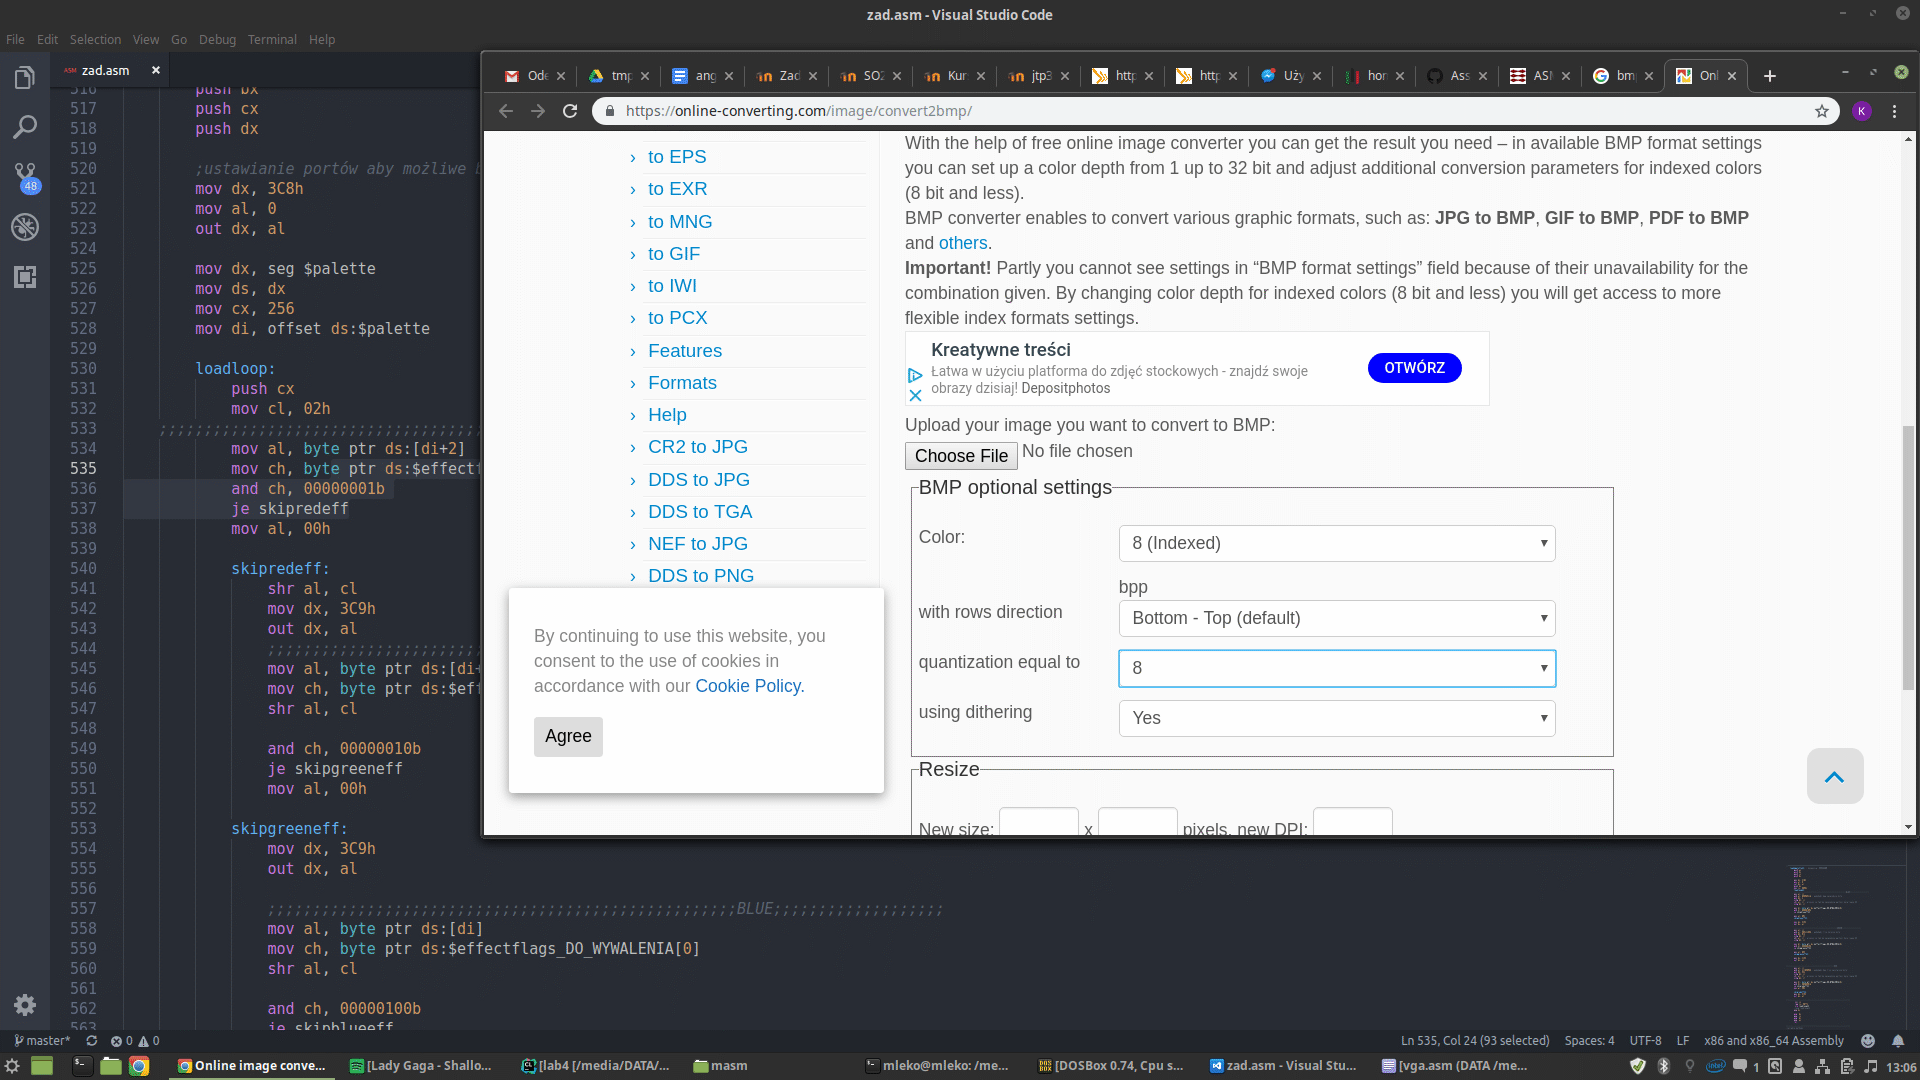 zad.asm - Visual Studio Code
File Edit Selection View Go Debug Terminal Help
ASM zad.asm
516 push bx
517 push cx
518 push dx
519
520 ;ustawianie portów aby możliwe
521 mov dx, 3C8h
522 mov al, 0
523 out dx, al
524
525 mov dx, seg $palette
526 mov ds, dx
527 mov cx, 256
528 mov di, offset ds:$palette
529
530 loadloop:
531 push cx
532 mov cl, 02h
533 ;;;;;;;;;;;;;;;;;;;;;;;;;;;;;;;;;;;;
534 mov al, byte ptr ds:[di+2]
535 mov ch, byte ptr ds:$effectf
536 and ch, 00000001b
537 je skipredeff
538 mov al, 00h
539
540 skipredeff:
541 shr al, cl
542 mov dx, 3C9h
543 out dx, al
544 ;;;;;;;;;;;;;;;;;;;;;;;;
545 mov al, byte ptr ds:[di+
546 mov ch, byte ptr ds:$eff
547 shr al, cl
548
549 and ch, 00000010b
550 je skipgreeneff
551 mov al, 00h
552
553 skipgreeneff:
554 mov dx, 3C9h
555 out dx, al
556
557 ;;;;;;;;;;;;;;;;;;;;;;;;;;;;;;;;;;;;;;;;;;;;;;;;;;;;BLUE;;;;;;;;;;;;;;;;;;;
558 mov al, byte ptr ds:[di]
559 mov ch, byte ptr ds:$effectflags_DO_WYWALENIA[0]
560 shr al, cl
561
562 and ch, 00000100b
563 je skipblueeff
48
Ode tmp ang Zad SO2 Kur jtp3 http http Uży hor Ass ASM bmp Onl
https://online-converting.com/image/convert2bmp/
K
› to EPS
› to EXR
› to MNG
› to GIF
› to IWI
› to PCX
› Features
› Formats
› Help
› CR2 to JPG
› DDS to JPG
› DDS to TGA
› NEF to JPG
› DDS to PNG
With the help of free online image converter you can get the result you need – in available BMP format settings
you can set up a color depth from 1 up to 32 bit and adjust additional conversion parameters for indexed colors
(8 bit and less).
BMP converter enables to convert various graphic formats, such as: JPG to BMP, GIF to BMP, PDF to BMP
and others.
Important! Partly you cannot see settings in “BMP format settings” field because of their unavailability for the
combination given. By changing color depth for indexed colors (8 bit and less) you will get access to more
flexible index formats settings.
Kreatywne treści
Łatwa w użyciu platforma do zdjęć stockowych - znajdź swoje
obrazy dzisiaj! Depositphotos
OTWÓRZ
Upload your image you want to convert to BMP:
Choose File No file chosen
BMP optional settings
Color: 8 (Indexed)
bpp
with rows direction Bottom - Top (default)
quantization equal to 8
using dithering Yes
Resize
New size: x pixels, new DPI:
By continuing to use this website, you
consent to the use of cookies in
accordance with our Cookie Policy.
Agree
master* 0 0 Ln 535, Col 24 (93 selected) Spaces: 4 UTF-8 LF x86 and x86_64 Assembly
Online image conve... [Lady Gaga - Shallo... [lab4 [/media/DATA/... masm mleko@mleko: /me... [DOSBox 0.74, Cpu s... zad.asm - Visual Stu... [vga.asm (DATA /me... 1 13:06